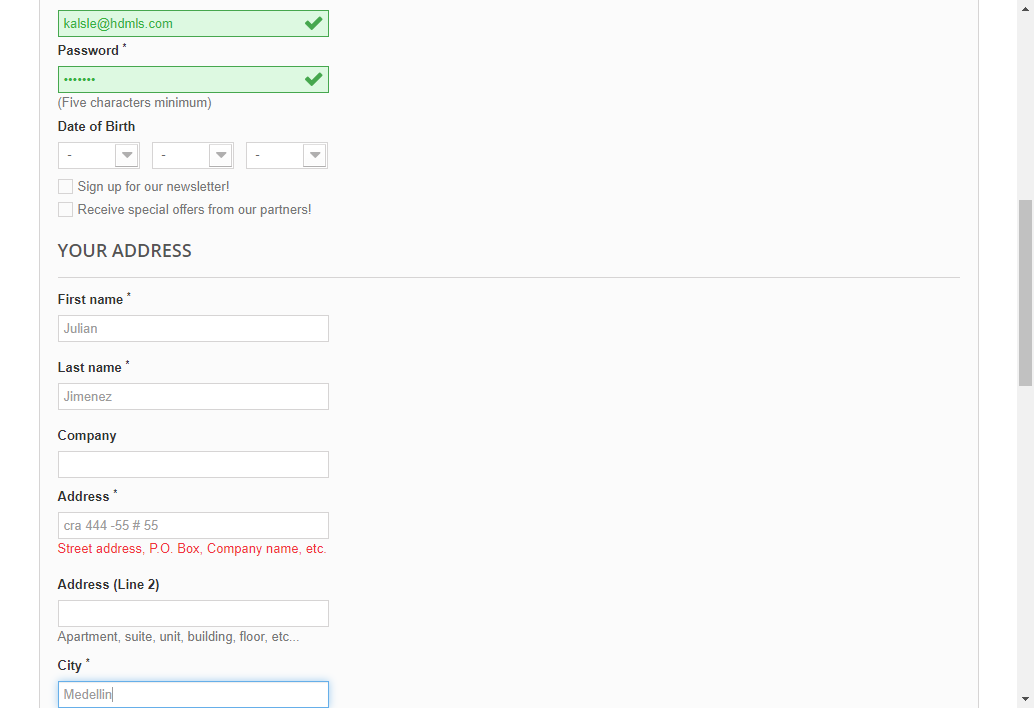 kalsle@hdmls.com
Password *
•••••••
(Five characters minimum)
Date of Birth
- - -
Sign up for our newsletter!
Receive special offers from our partners!
YOUR ADDRESS
First name *
Julian
Last name *
Jimenez
Company
Address *
cra 444 -55 # 55
Street address, P.O. Box, Company name, etc.
Address (Line 2)
Apartment, suite, unit, building, floor, etc...
City *
Medellin